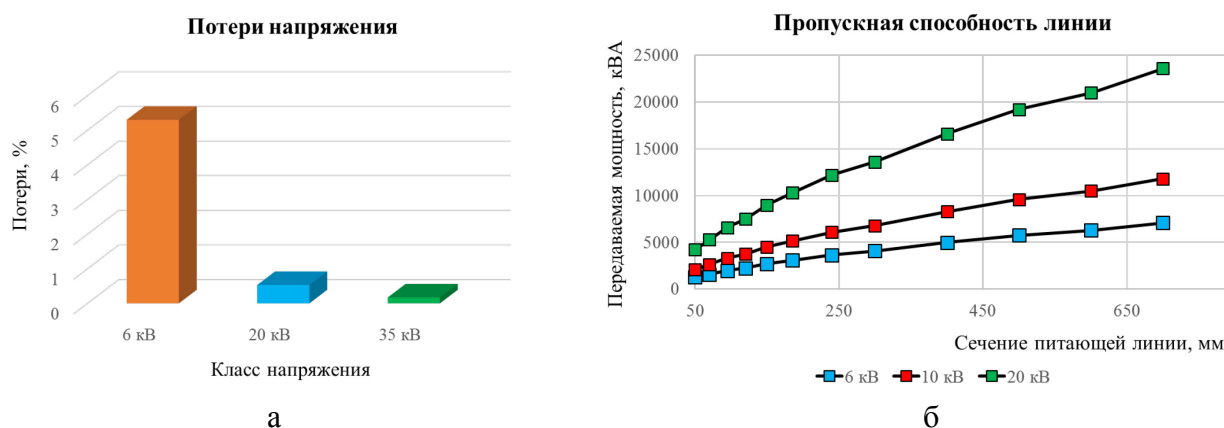 Потери напряжения
Потери, %
6
5
4
3
2
1
0
6 кВ 20 кВ 35 кВ
Класс напряжения
а
Пропускная способность линии
Передаваемая мощность, кВА
25000
20000
15000
10000
5000
0
50 250 450 650
Сечение питающей линии, мм
6 кВ 10 кВ 20 кВ
б